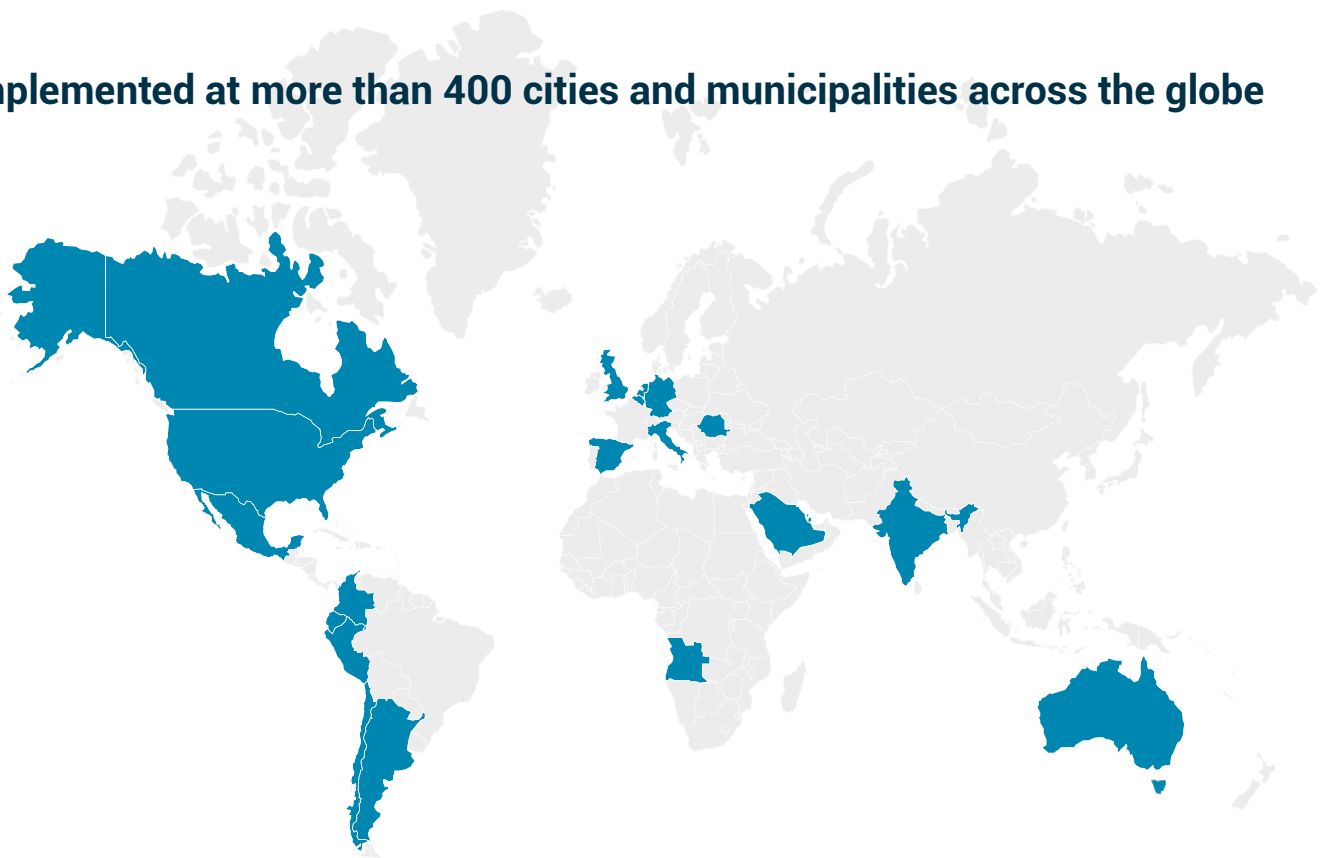 nplemented at more than 400 cities and municipalities across the globe